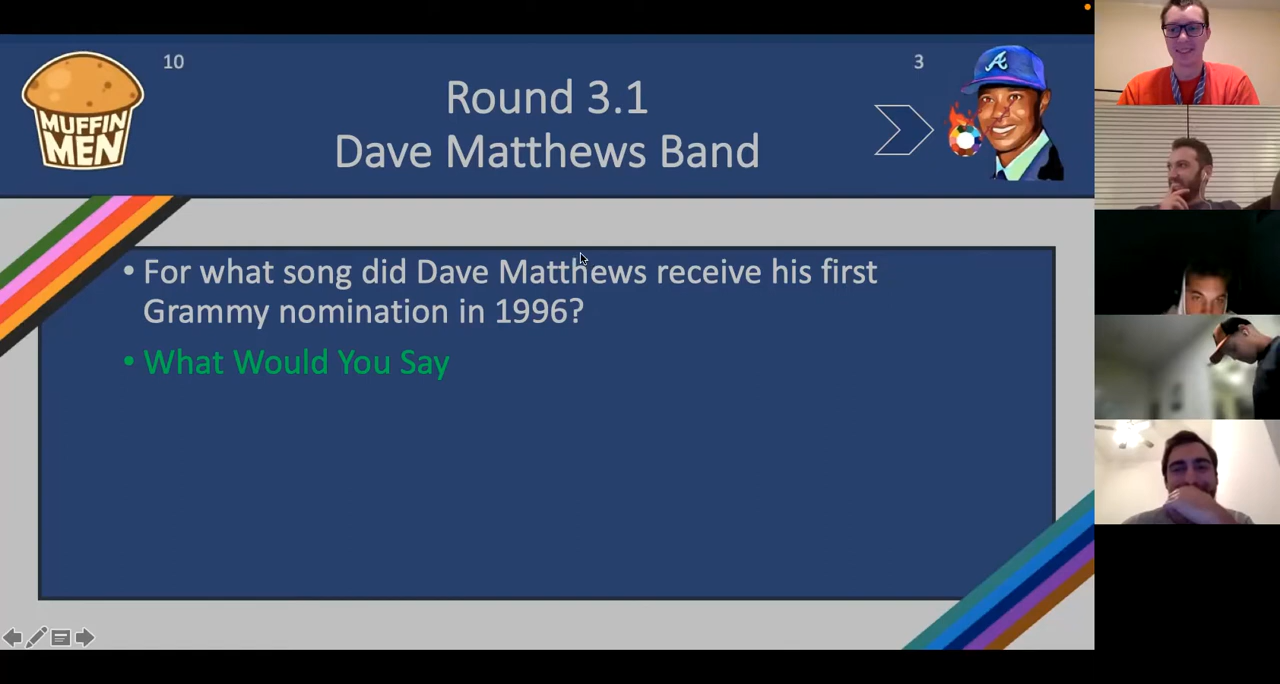 10
3
Round 3.1
Dave Matthews Band
MUFFIN
MEN
A
• For what song did Dave Matthews receive his first
Grammy nomination in 1996?
• What Would You Say